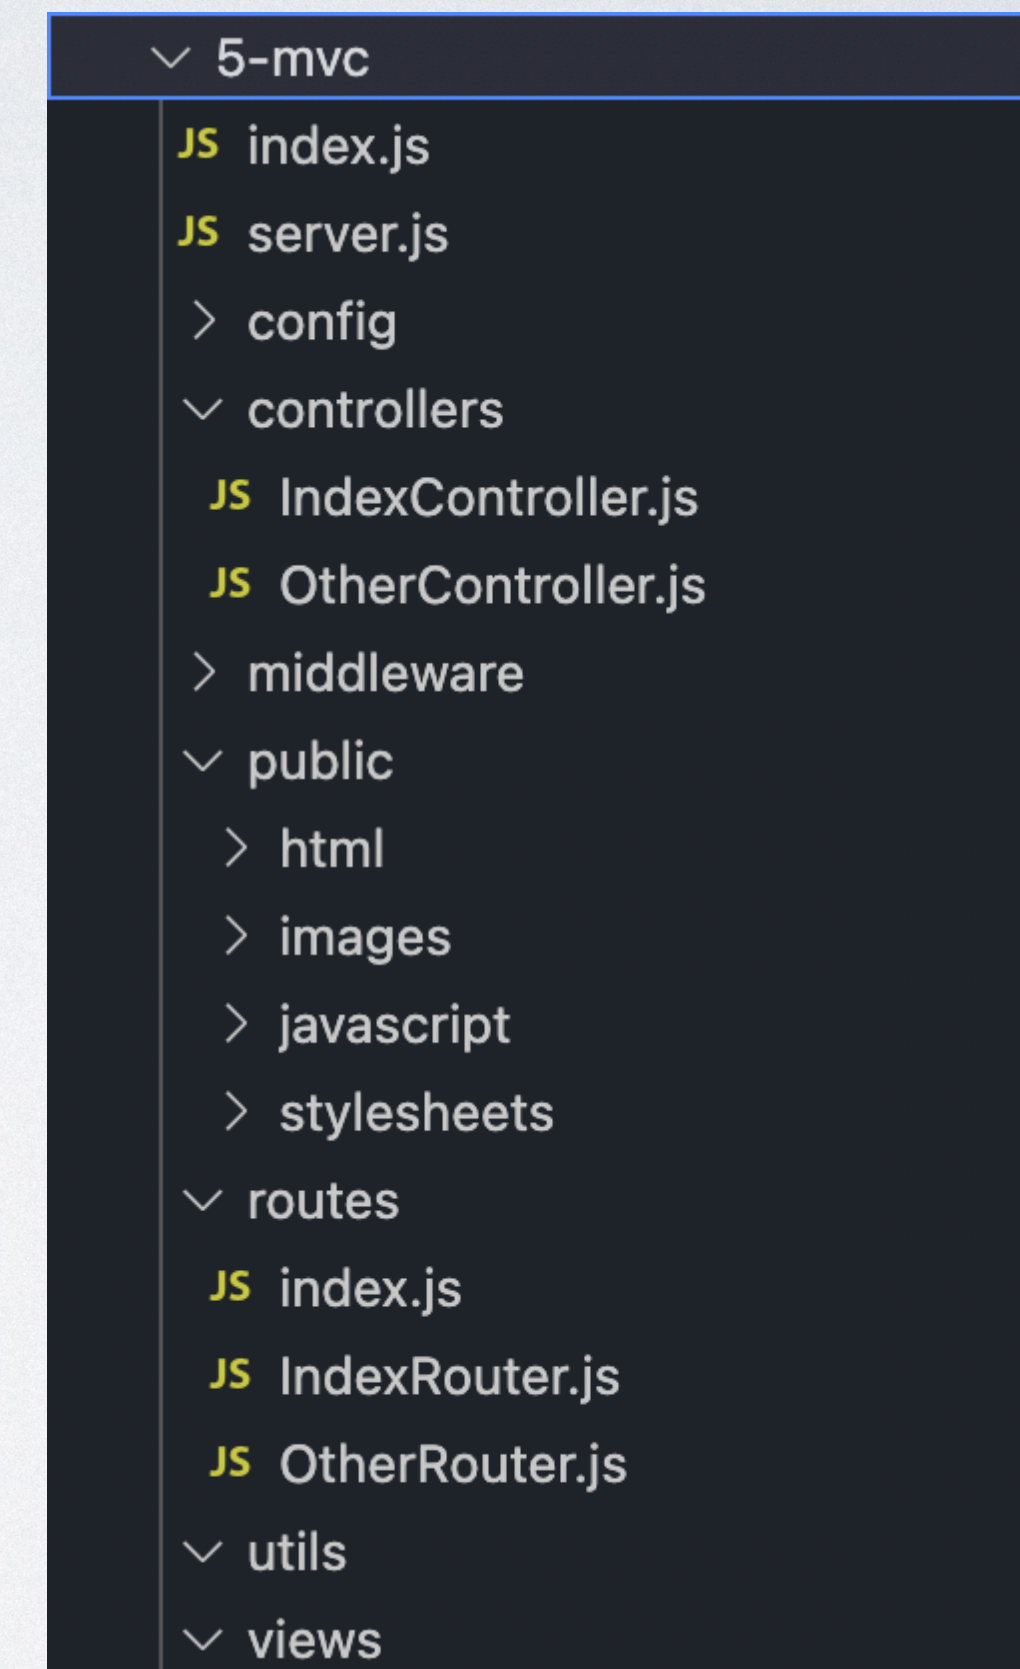 5-mvc
JS index.js
JS server.js
config
controllers
JS IndexController.js
JS OtherController.js
middleware
public
html
images
javascript
stylesheets
routes
JS index.js
JS IndexRouter.js
JS OtherRouter.js
utils
views